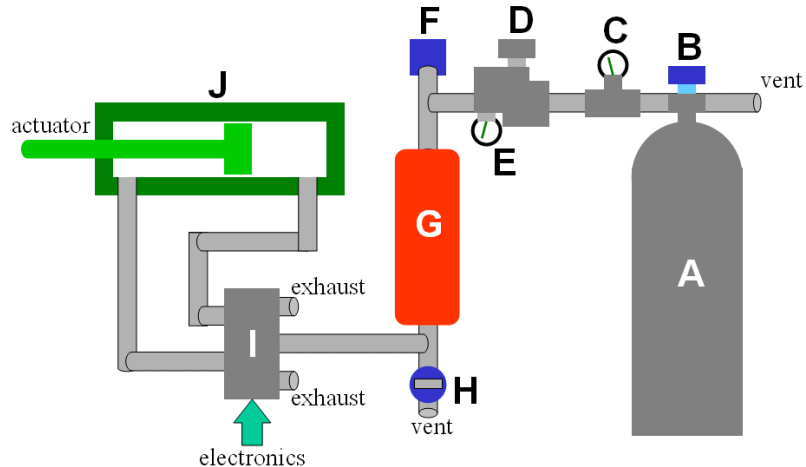 F
D
C
B
vent
J
actuator
E
G
A
exhaust
I
exhaust
H
vent
electronics